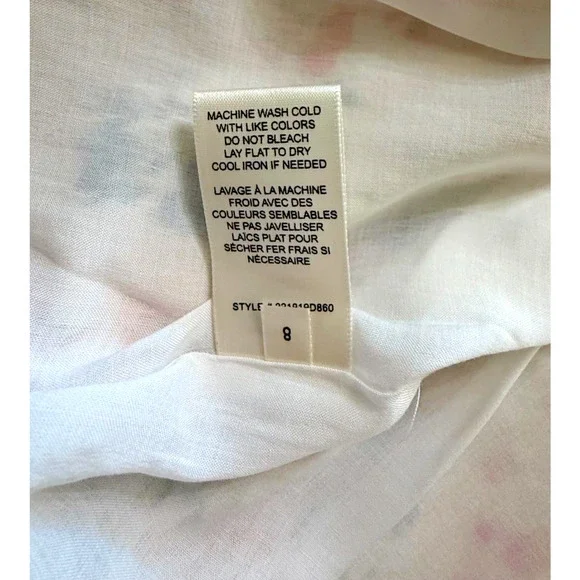 MACHINE WASH COLD
WITH LIKE COLORS
DO NOT BLEACH
LAY FLAT TO DRY
COOL IRON IF NEEDED
LAVAGE À LA MACHINE
FROID AVEC DES
COULEURS SEMBLABLES
NE PAS JAVELLISER
LAÏCS PLAT POUR
SÈCHER FER FRAIS SI
NÉCESSAIRE
STYLE
8